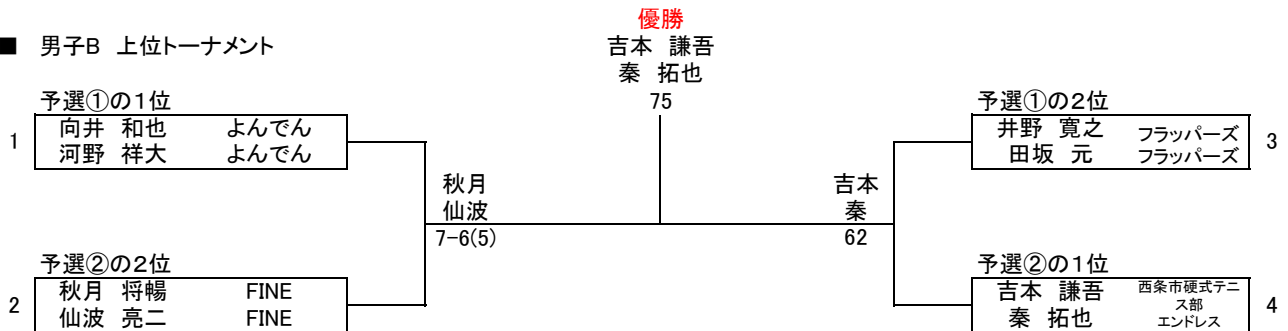 優勝
■ 男子B 上位トーナメント
吉本 謙吾
秦 拓也
75
予選①の1位
1 向井 和也 よんでん
河野 祥大 よんでん
予選①の2位
井野 寛之 フラッパーズ 3
田坂 元 フラッパーズ
秋月
仙波
7-6(5)
吉本
秦
62
予選②の2位
2 秋月 将暢 FINE
仙波 亮二 FINE
予選②の1位
吉本 謙吾 西条市硬式テニ
ス部 4
秦 拓也 エンドレス